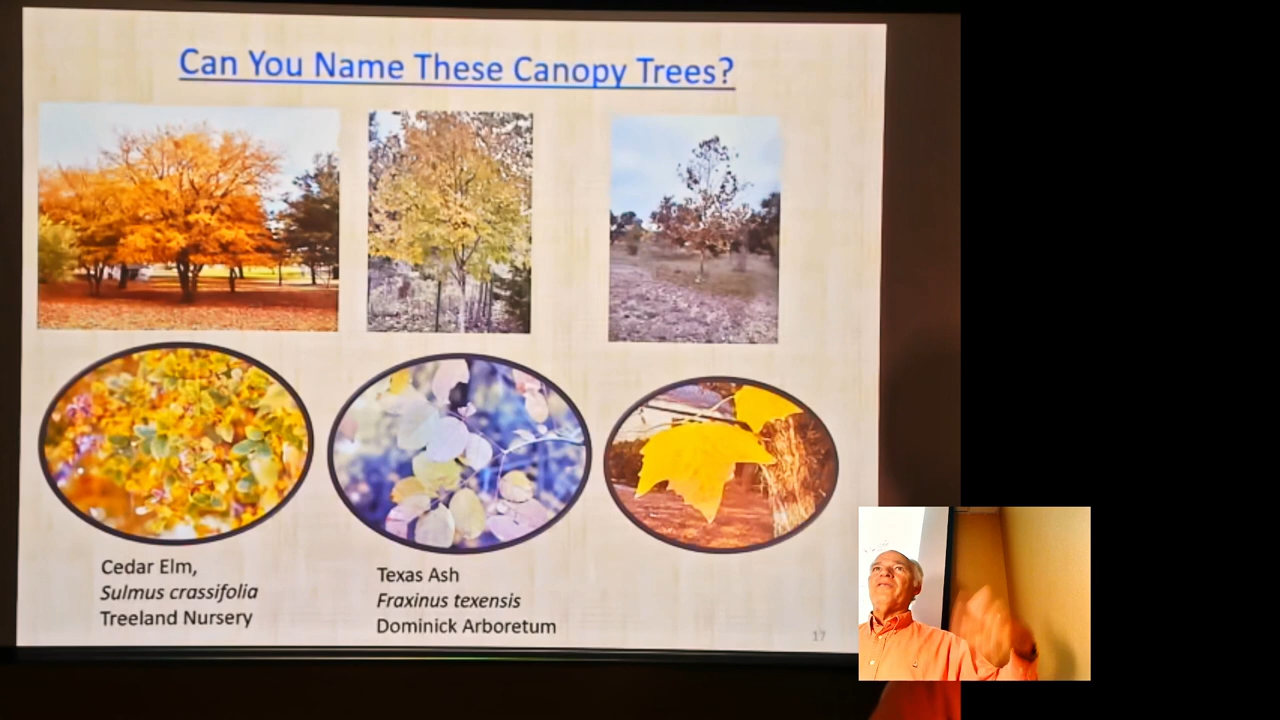 Can You Name These Canopy Trees?
Cedar Elm,
Sulmus crassifolia
Treeland Nursery
Texas Ash
Fraxinus texensis
Dominick Arboretum
17